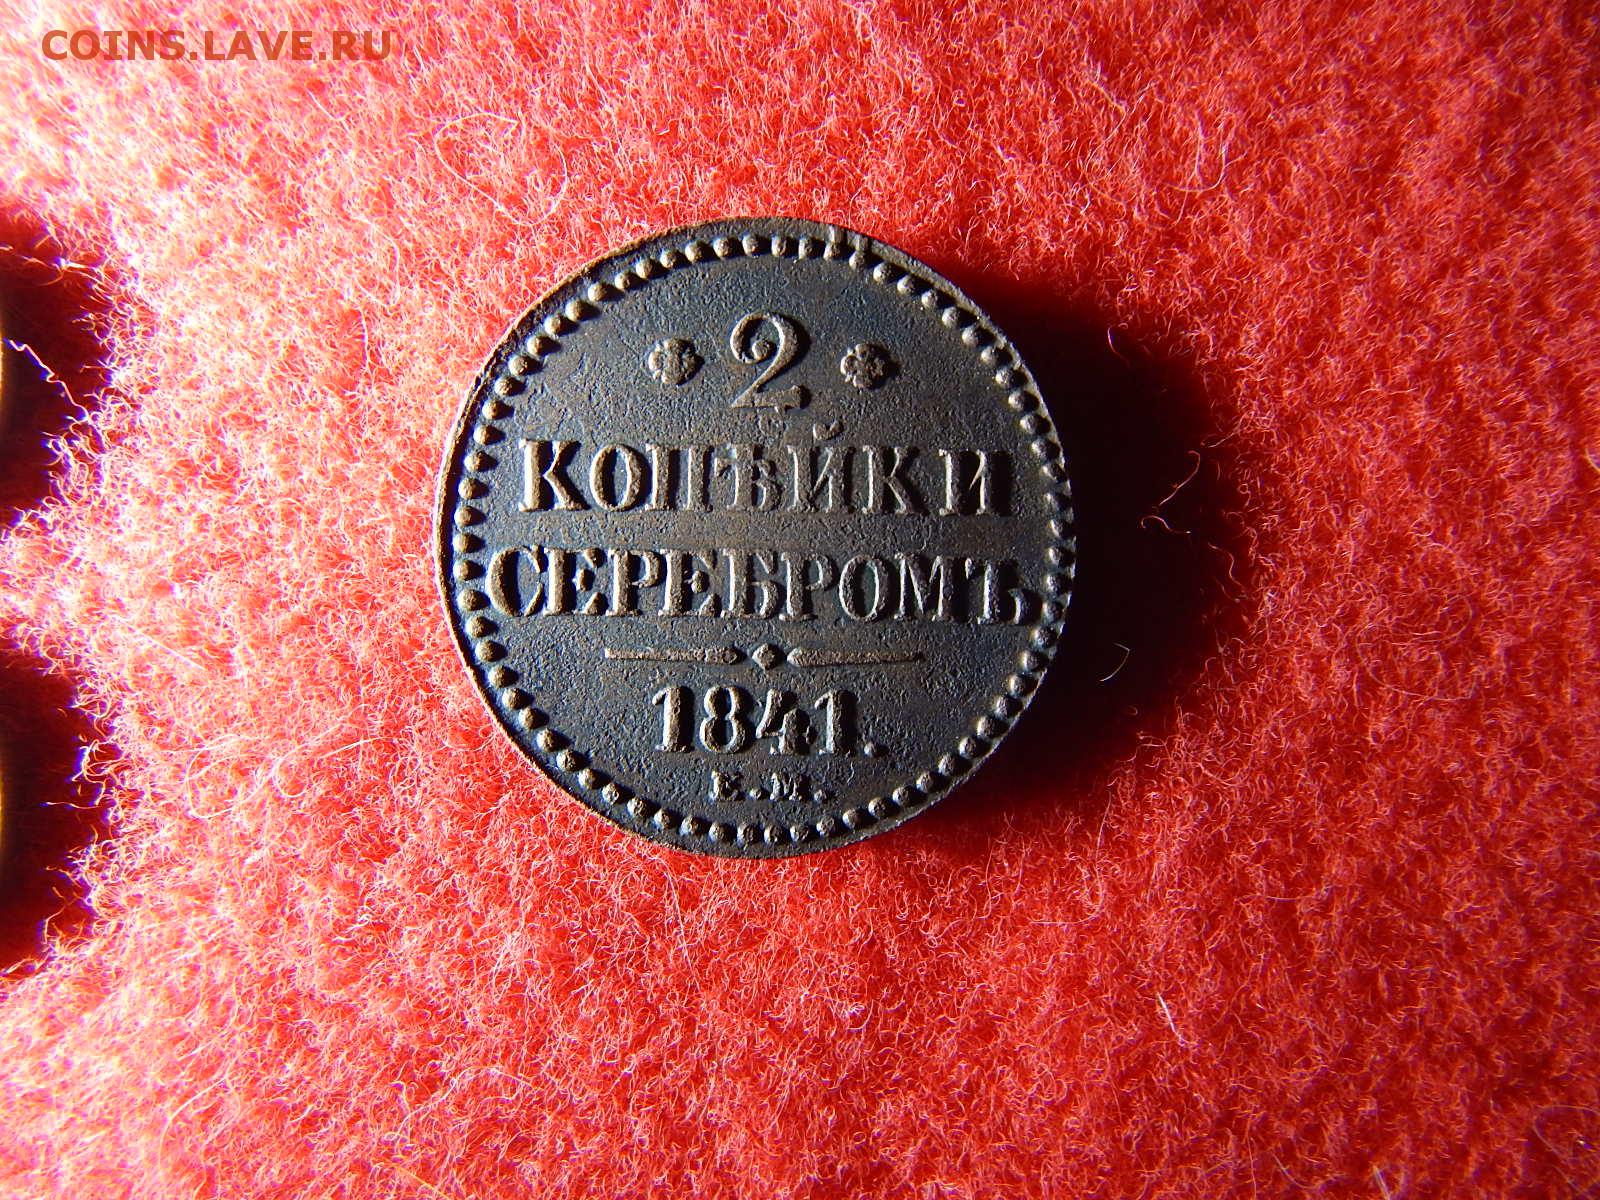 COINS.LAVE.RU
2
КОПѢЙКИ
СЕРЕБРОМЪ
1841.
Е.М.